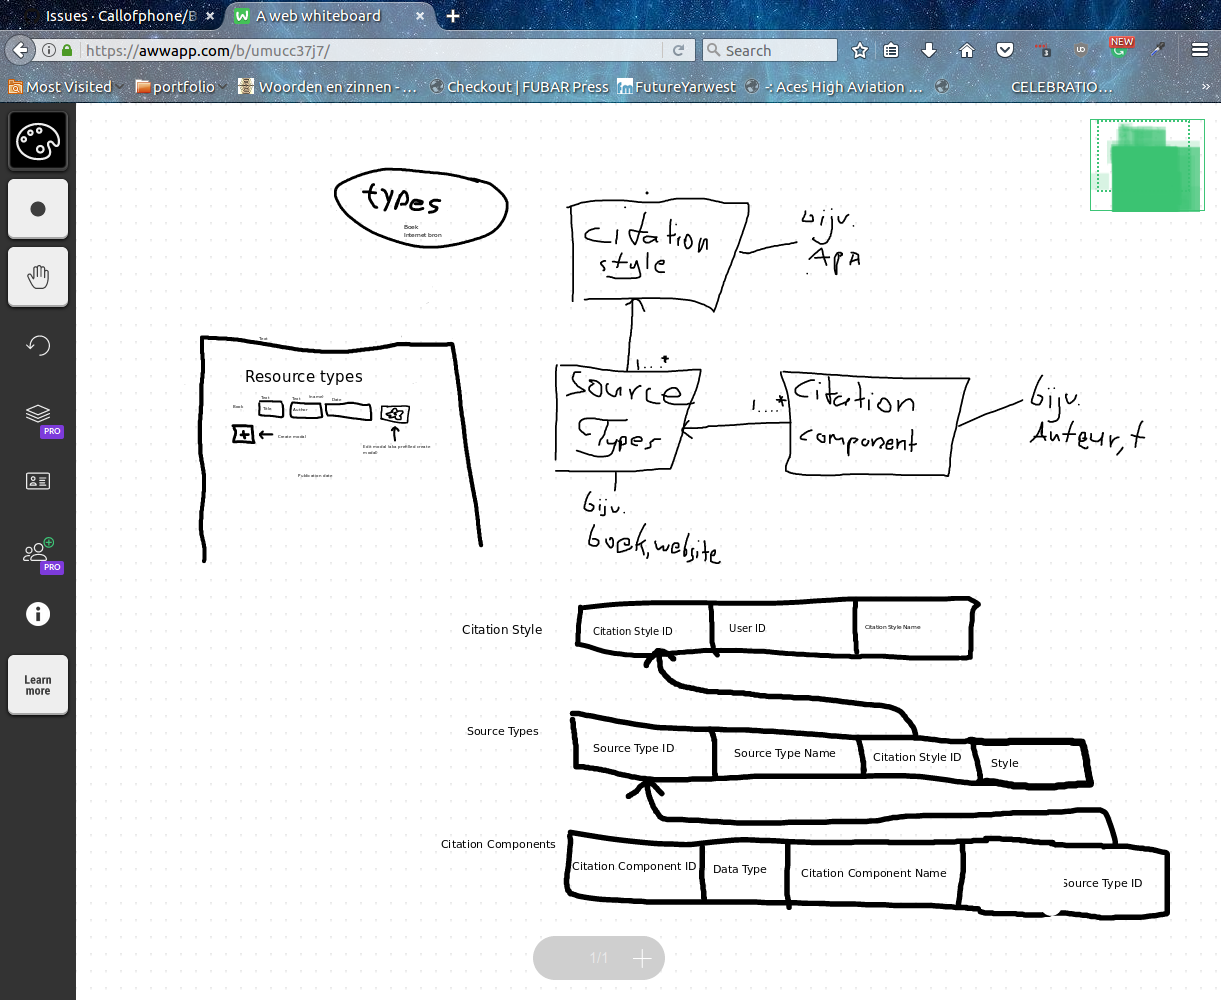 Issues · Callofphone/B
A web whiteboard
https://awwapp.com/b/umucc37j7/
Search
NEW
3
Most Visited
portfolio
Woorden en zinnen - ...
Checkout | FUBAR Press
FutureYarwest
-: Aces High Aviation ...
CELEBRATIO...
PRO
PRO
Learn
more
types
Boek
Internet bron
Citation
style
bijv.
APA
1...*
Source
Types
1....*
Citation
component
bijv.
Auteur, t
bijv.
boek, website
Text
Resource types
Text
Text
(name)
Date
Book
Title
Author
Create modal
Edit modal (aka prefilled create
modal)
Publication date
Citation Style
Citation Style ID
User ID
Citation Style Name
Source Types
Source Type ID
Source Type Name
Citation Style ID
Style
Citation Components
Citation Component ID
Data Type
Citation Component Name
Source Type ID
1/1